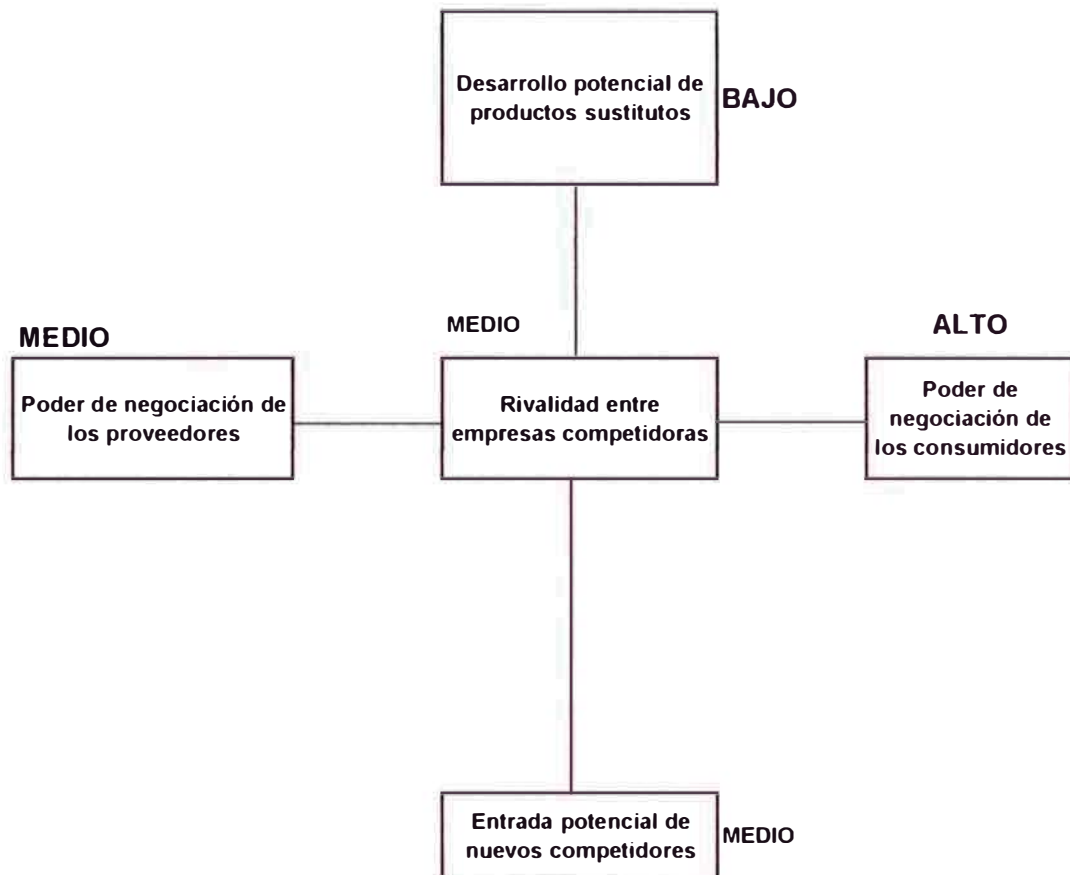 Desarrollo potencial de
productos sustitutos
BAJO
MEDIO
MEDIO
ALTO
Poder de negociación de
los proveedores
Rivalidad entre
empresas competidoras
Poder de
negociación de
los consumidores
Entrada potencial de
nuevos competidores
MEDIO